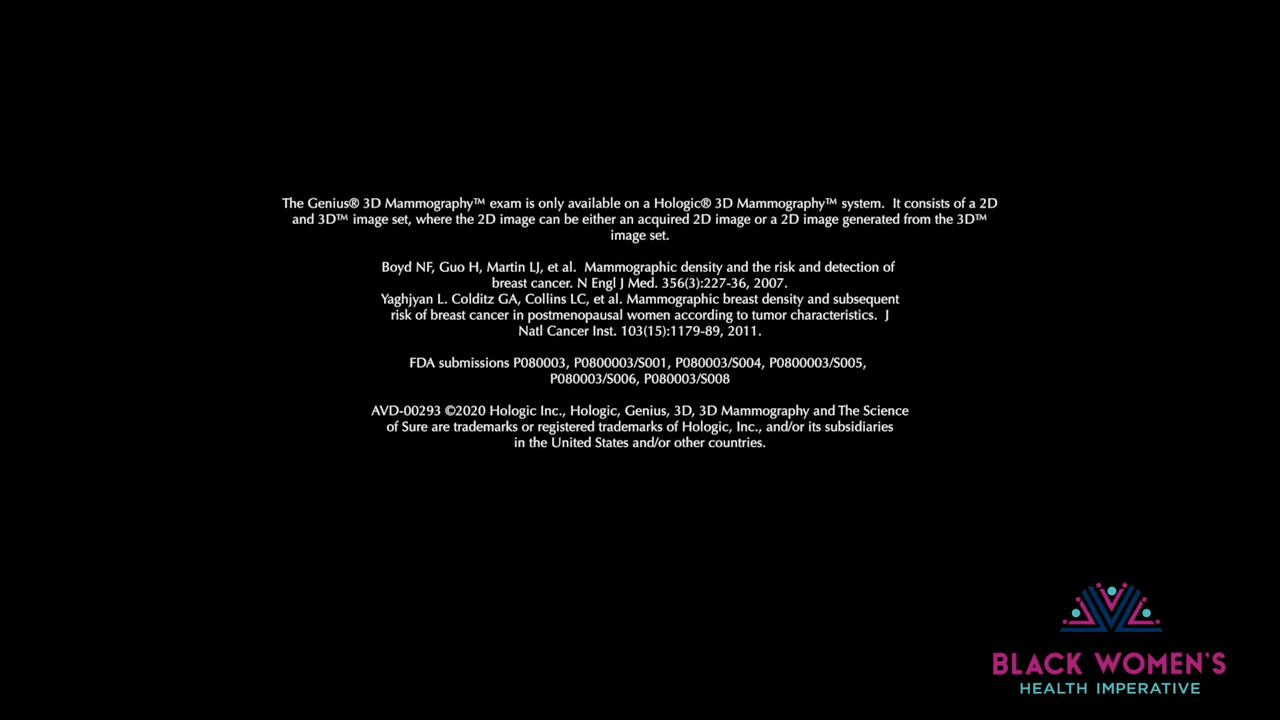 The Genius® 3D Mammography™ exam is only available on a Hologic® 3D Mammography™ system.  It consists of a 2D
and 3D™ image set, where the 2D image can be either an acquired 2D image or a 2D image generated from the 3D™
image set.
Boyd NF, Guo H, Martin LJ, et al.  Mammographic density and the risk and detection of
breast cancer. N Engl J Med. 356(3):227-36, 2007.
Yaghjyan L. Colditz GA, Collins LC, et al. Mammographic breast density and subsequent
risk of breast cancer in postmenopausal women according to tumor characteristics.  J
Natl Cancer Inst. 103(15):1179-89, 2011.
FDA submissions P080003, P0800003/S001, P080003/S004, P0800003/S005,
P080003/S006, P080003/S008
AVD-00293 ©2020 Hologic Inc., Hologic, Genius, 3D, 3D Mammography and The Science
of Sure are trademarks or registered trademarks of Hologic, Inc., and/or its subsidiaries
in the United States and/or other countries.
BLACK WOMEN'S
HEALTH IMPERATIVE